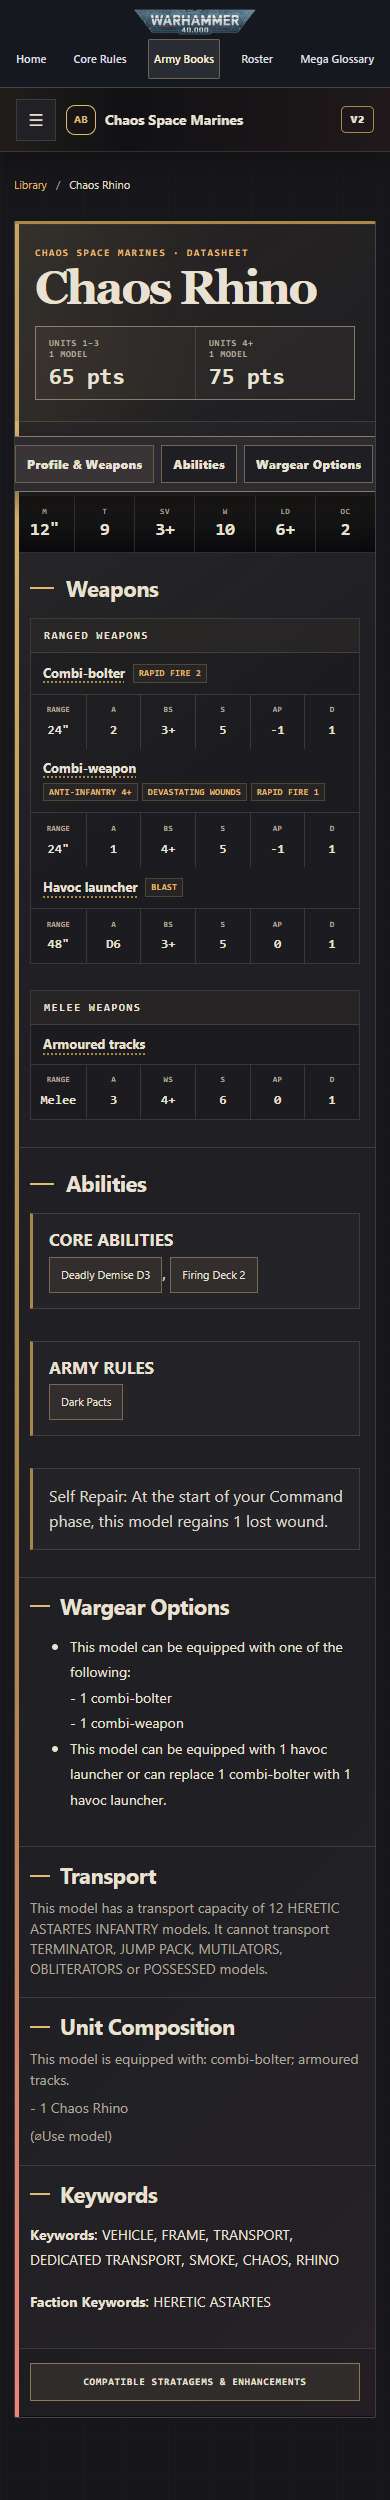 WARHAMMER
40,000
Home Core Rules Army Books Roster Mega Glossary
☰ AB Chaos Space Marines V2
Library / Chaos Rhino
CHAOS SPACE MARINES · DATASHEET
Chaos Rhino
UNITS 1–3 UNITS 4+
1 MODEL 1 MODEL
65 pts 75 pts
Profile & Weapons Abilities Wargear Options
M T SV W LD OC
12" 9 3+ 10 6+ 2
Weapons
RANGED WEAPONS
Combi-bolter RAPID FIRE 2
RANGE A BS S AP D
24" 2 3+ 5 -1 1
Combi-weapon
ANTI-INFANTRY 4+ DEVASTATING WOUNDS RAPID FIRE 1
RANGE A BS S AP D
24" 1 4+ 5 -1 1
Havoc launcher BLAST
RANGE A BS S AP D
48" D6 3+ 5 0 1
MELEE WEAPONS
Armoured tracks
RANGE A WS S AP D
Melee 3 4+ 6 0 1
Abilities
CORE ABILITIES
Deadly Demise D3 , Firing Deck 2
ARMY RULES
Dark Pacts
Self Repair: At the start of your Command
phase, this model regains 1 lost wound.
Wargear Options
• This model can be equipped with one of the
following:
- 1 combi-bolter
- 1 combi-weapon
• This model can be equipped with 1 havoc
launcher or can replace 1 combi-bolter with 1
havoc launcher.
Transport
This model has a transport capacity of 12 HERETIC
ASTARTES INFANTRY models. It cannot transport
TERMINATOR, JUMP PACK, MUTILATORS,
OBLITERATORS or POSSESSED models.
Unit Composition
This model is equipped with: combi-bolter; armoured
tracks.
- 1 Chaos Rhino
(⌀Use model)
Keywords
Keywords: VEHICLE, FRAME, TRANSPORT,
DEDICATED TRANSPORT, SMOKE, CHAOS, RHINO
Faction Keywords: HERETIC ASTARTES
COMPATIBLE STRATAGEMS & ENHANCEMENTS